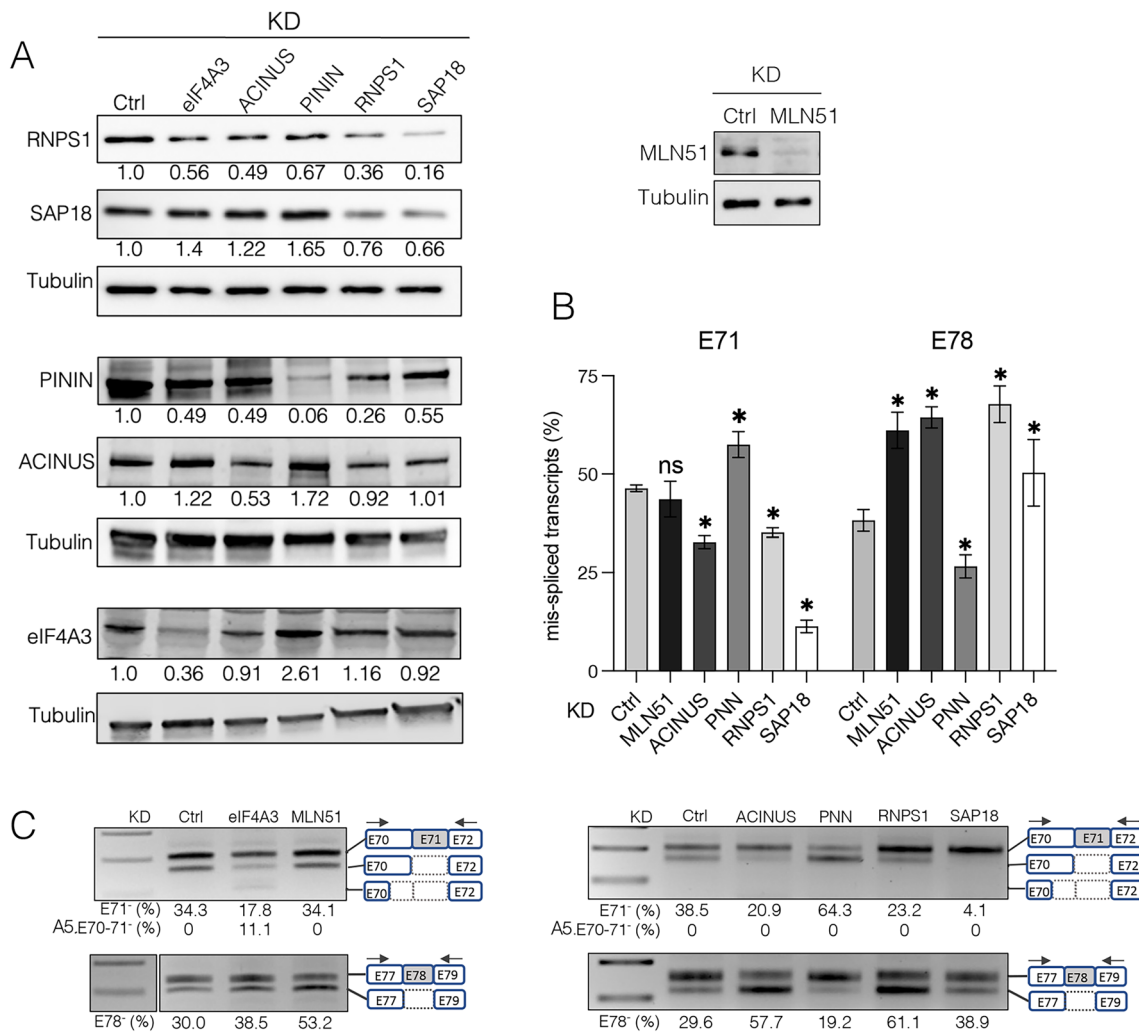 A
KD
Ctrl eIF4A3 ACINUS PININ RNPS1 SAP18
RNPS1
1.0 0.56 0.49 0.67 0.36 0.16
SAP18
1.0 1.4 1.22 1.65 0.76 0.66
Tubulin
PININ
1.0 0.49 0.49 0.06 0.26 0.55
ACINUS
1.0 1.22 0.53 1.72 0.92 1.01
Tubulin
eIF4A3
1.0 0.36 0.91 2.61 1.16 0.92
Tubulin
KD
Ctrl MLN51
MLN51
Tubulin
B
E71 E78
mis-spliced transcripts (%)
75
50
25
0
ns * * * *
* * * * *
KD Ctrl MLN51 ACINUS PNN RNPS1 SAP18 Ctrl MLN51 ACINUS PNN RNPS1 SAP18
C
KD Ctrl eIF4A3 MLN51
E70 E71 E72
E70 E72
E70 E72
E71⁻ (%) 34.3 17.8 34.1
A5.E70-71⁻ (%) 0 11.1 0
E77 E78 E79
E77 E79
E78⁻ (%) 30.0 38.5 53.2
KD Ctrl ACINUS PNN RNPS1 SAP18
E70 E71 E72
E70 E72
E70 E72
E71⁻ (%) 38.5 20.9 64.3 23.2 4.1
A5.E70-71⁻ (%) 0 0 0 0 0
E77 E78 E79
E77 E79
E78⁻ (%) 29.6 57.7 19.2 61.1 38.9